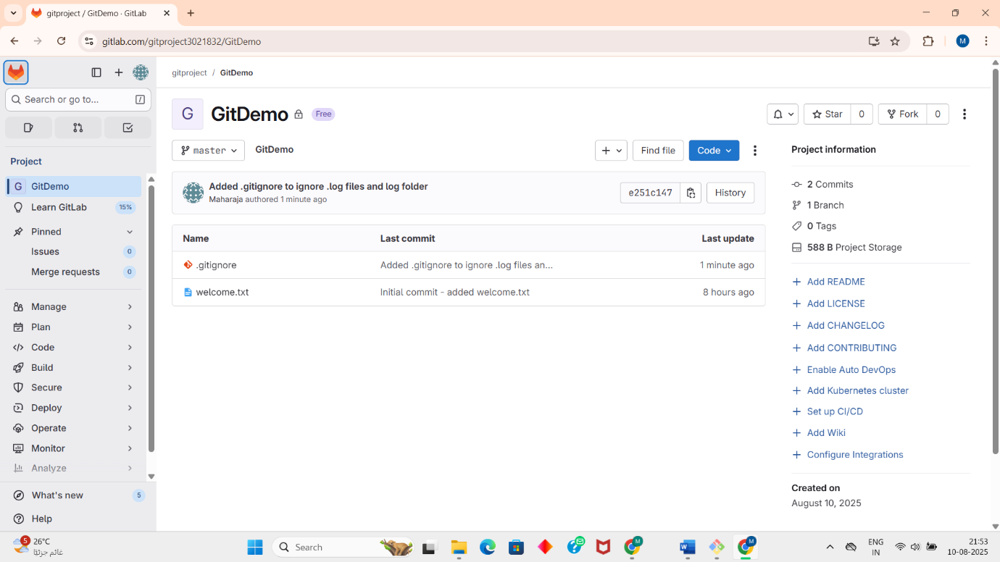 gitproject / GitDemo · GitLab
gitlab.com/gitproject3021832/GitDemo
M
Search or go to...
/
Project
G GitDemo
Learn GitLab 15%
Pinned
Issues 0
Merge requests 0
Manage
Plan
Code
Build
Secure
Deploy
Operate
Monitor
Analyze
What's new 5
Help
gitproject / GitDemo
G GitDemo Free
Star 0 Fork 0
master GitDemo
Find file Code
Added .gitignore to ignore .log files and log folder
Maharaja authored 1 minute ago
e251c147 History
Name Last commit Last update
.gitignore Added .gitignore to ignore .log files an... 1 minute ago
welcome.txt Initial commit - added welcome.txt 8 hours ago
Project information
2 Commits
1 Branch
0 Tags
588 B Project Storage
Add README
Add LICENSE
Add CHANGELOG
Add CONTRIBUTING
Enable Auto DevOps
Add Kubernetes cluster
Set up CI/CD
Add Wiki
Configure Integrations
Created on
August 10, 2025
5 26°C
غائم جزئيًا
Search
M
M
ENG
IN
21:53
10-08-2025